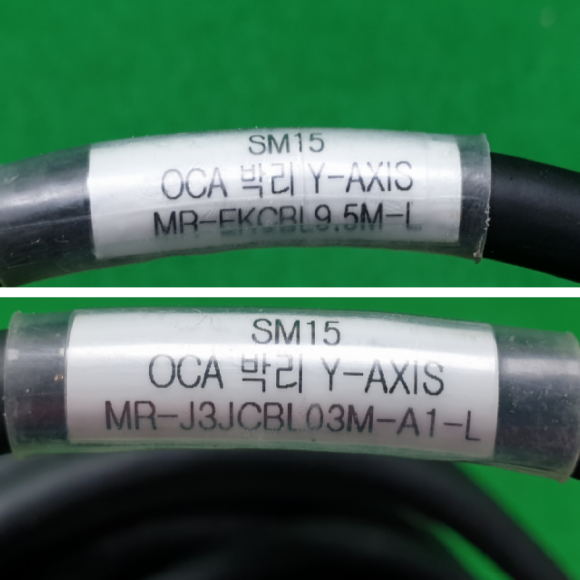 SM15
OCA 박리 Y-AXIS
MR-EKCBL9.5M-L
SM15
OCA 박리 Y-AXIS
MR-J3JCBL03M-A1-L